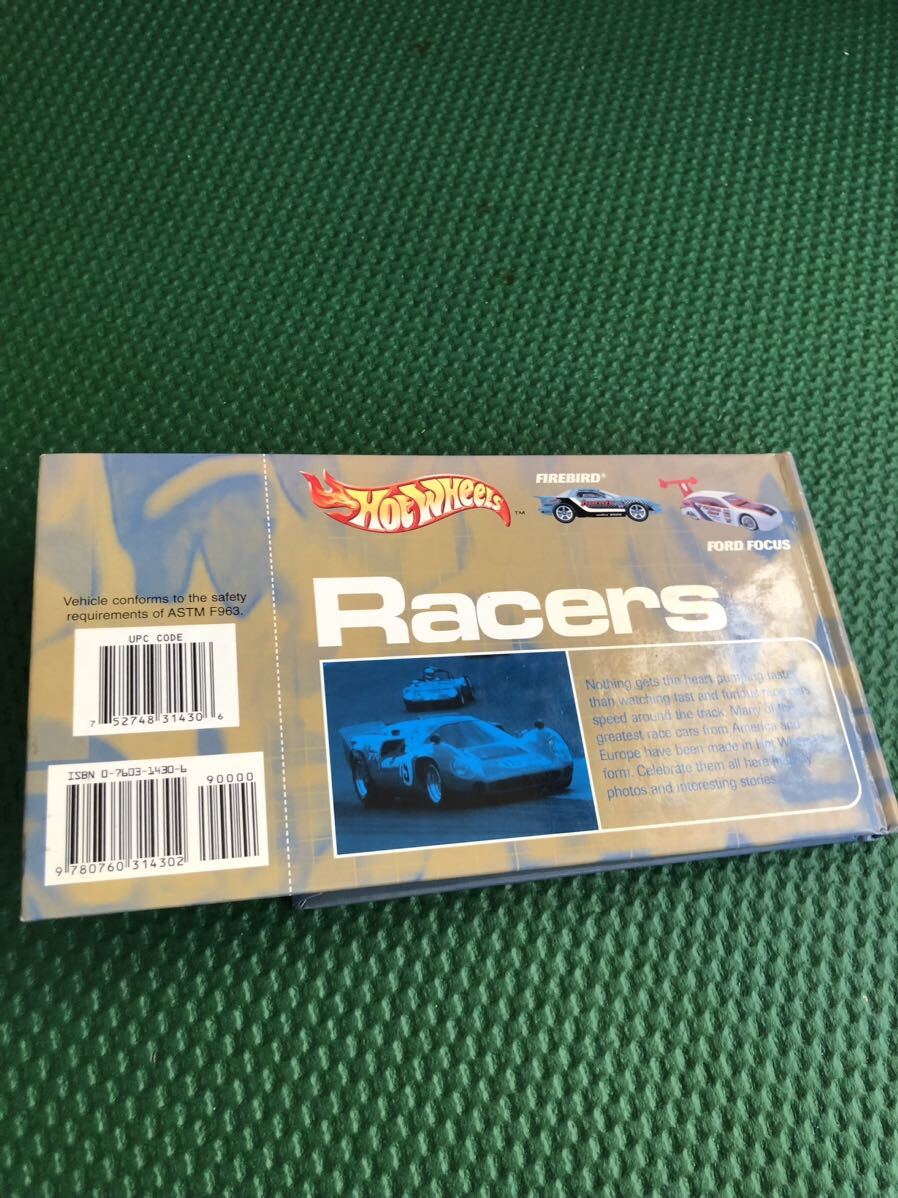 HOT WHEELS™
FIREBIRD®
FORD FOCUS
Racers
Nothing gets the heart pumping faster
than watching fast and furious race cars
speed around the track. Many of the
greatest race cars from America and
Europe have been made in Hot Wheels
form. Celebrate them all here in
photos and interesting stories.
Vehicle conforms to the safety
requirements of ASTM F963.
UPC CODE
7 52748 31430 6
ISBN 0-7603-1430-6
90000
9 780760 314302